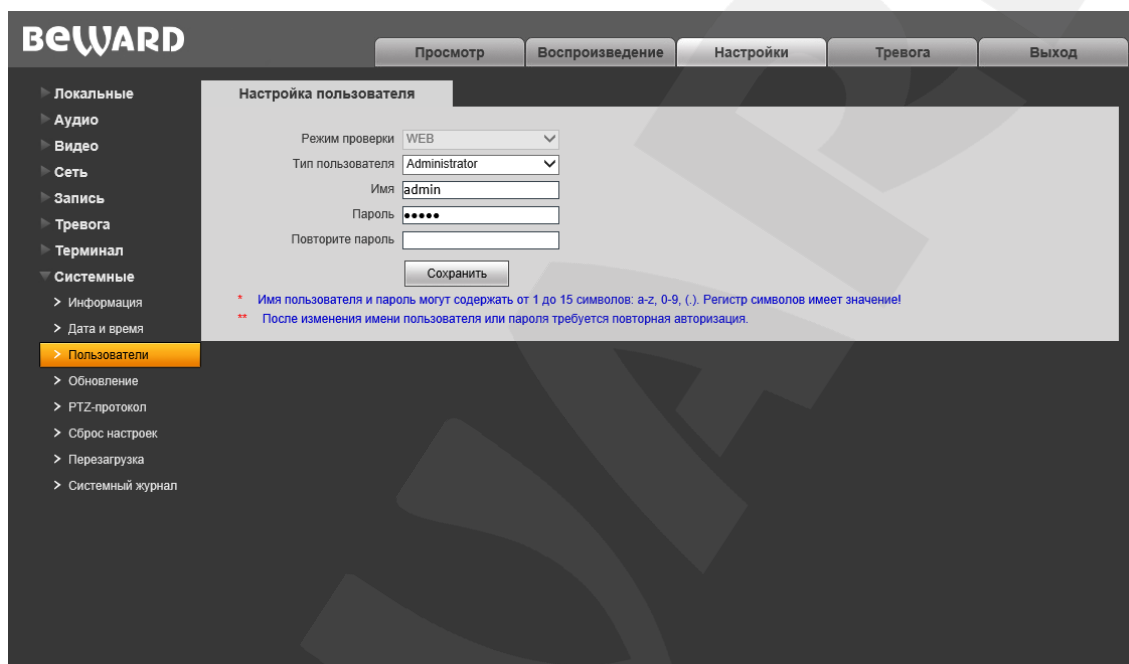 BEWARD
Просмотр Воспроизведение Настройки Тревога Выход
Локальные
Аудио
Видео
Сеть
Запись
Тревога
Терминал
Системные
Информация
Дата и время
Пользователи
Обновление
PTZ-протокол
Сброс настроек
Перезагрузка
Системный журнал
Настройка пользователя
Режим проверки WEB
Тип пользователя Administrator
Имя admin
Пароль •••••
Повторите пароль
Сохранить
* Имя пользователя и пароль могут содержать от 1 до 15 символов: a-z, 0-9, (.). Регистр символов имеет значение!
** После изменения имени пользователя или пароля требуется повторная авторизация.